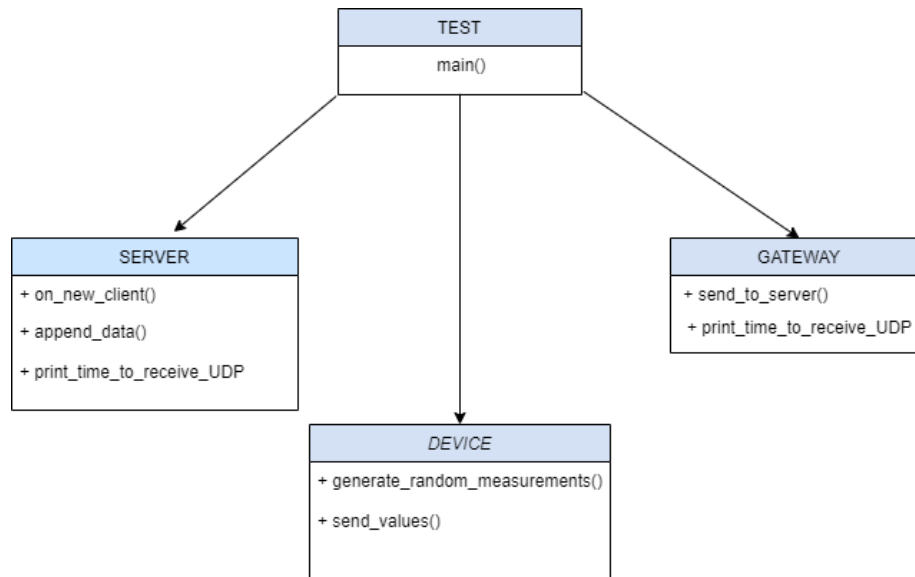 TEST
main()
SERVER
+ on_new_client()
+ append_data()
+ print_time_to_receive_UDP
GATEWAY
+ send_to_server()
+ print_time_to_receive_UDP
DEVICE
+ generate_random_measurements()
+ send_values()